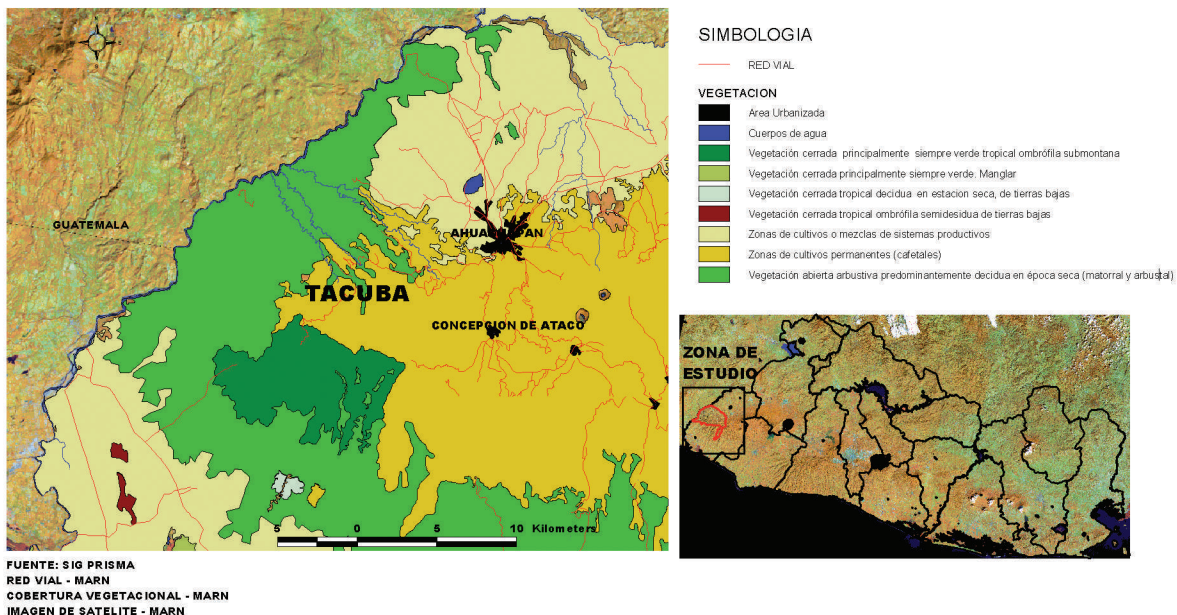 GUATEMALA
AHUACHAPAN
TACUBA
CONCEPCION DE ATACO
5 0 5 10 Kilometers
FUENTE: SIG PRISMA
RED VIAL - MARN
COBERTURA VEGETACIONAL - MARN
IMAGEN DE SATELITE - MARN
SIMBOLOGIA
RED VIAL
VEGETACION
Area Urbanizada
Cuerpos de agua
Vegetación cerrada principalmente siempre verde tropical ombrófila submontana
Vegetación cerrada principalmente siempre verde. Manglar
Vegetación cerrada tropical decidua en estacion seca, de tierras bajas
Vegetación cerrada tropical ombrófila semidesidua de tierras bajas
Zonas de cultivos o mezclas de sistemas productivos
Zonas de cultivos permanentes (cafetales)
Vegetación abierta arbustiva predominantemente decidua en época seca (matorral y arbustal)
ZONA DE
ESTUDIO